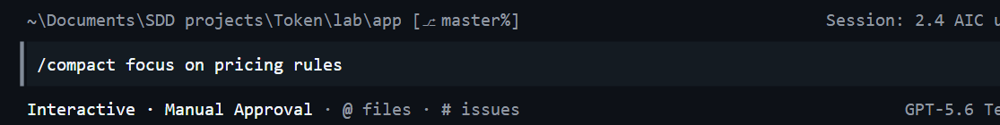 ~\Documents\SDD projects\Token\lab\app [⎇ master%] Session: 2.4 AIC
/compact focus on pricing rules
Interactive · Manual Approval · @ files · # issues GPT-5.6